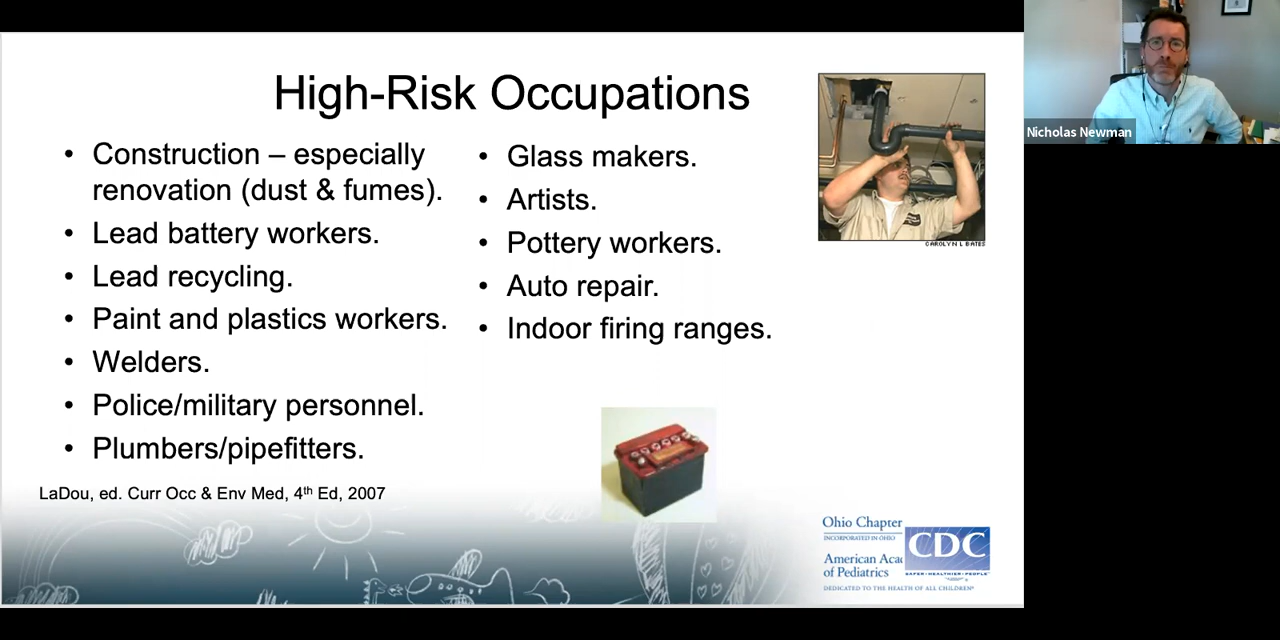 High-Risk Occupations
• Construction – especially
renovation (dust & fumes).
• Lead battery workers.
• Lead recycling.
• Paint and plastics workers.
• Welders.
• Police/military personnel.
• Plumbers/pipefitters.
• Glass makers.
• Artists.
• Pottery workers.
• Auto repair.
• Indoor firing ranges.
CAROLYN L BATES
LaDou, ed. Curr Occ & Env Med, 4th Ed, 2007
Ohio Chapter
INCORPORATED IN OHIO
American Aca
of Pediatrics
DEDICATED TO THE HEALTH OF ALL CHILDREN®
CDC
SAFER • HEALTHIER • PEOPLE™
Nicholas Newman